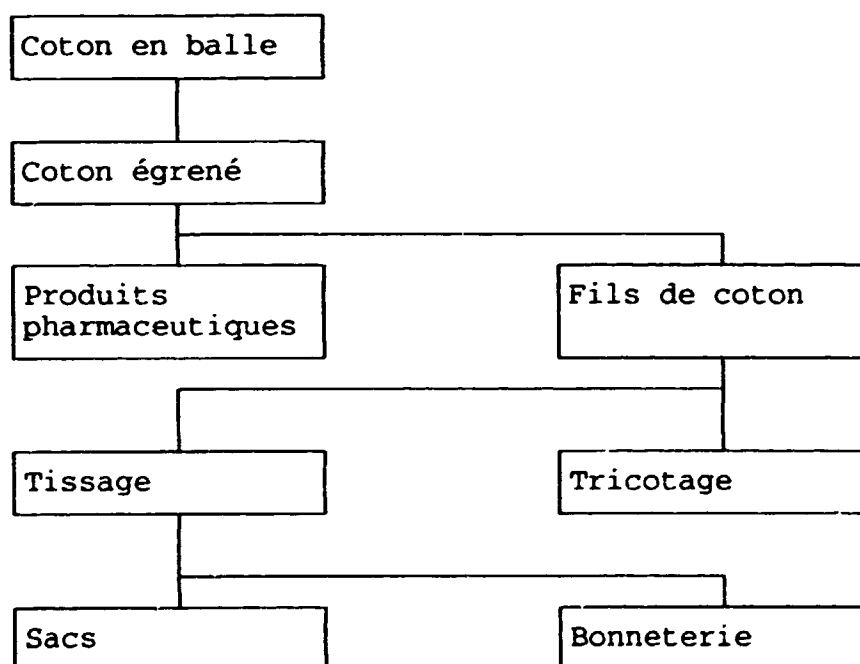 Coton en balle
Coton égrené
Produits
pharmaceutiques
Fils de coton
Tissage
Tricotage
Sacs
Bonneterie